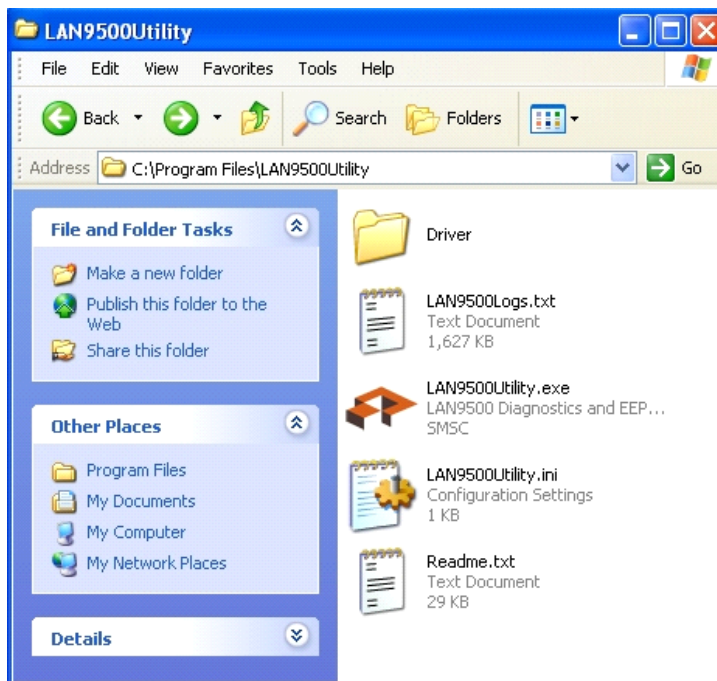 LAN9500Utility
File Edit View Favorites Tools Help
Back Search Folders
Address C:\Program Files\LAN9500Utility Go
File and Folder Tasks
Make a new folder
Publish this folder to the
Web
Share this folder
Other Places
Program Files
My Documents
My Computer
My Network Places
Details
Driver
LAN9500Logs.txt
Text Document
1,627 KB
LAN9500Utility.exe
LAN9500 Diagnostics and EEP...
SMSC
LAN9500Utility.ini
Configuration Settings
1 KB
Readme.txt
Text Document
29 KB